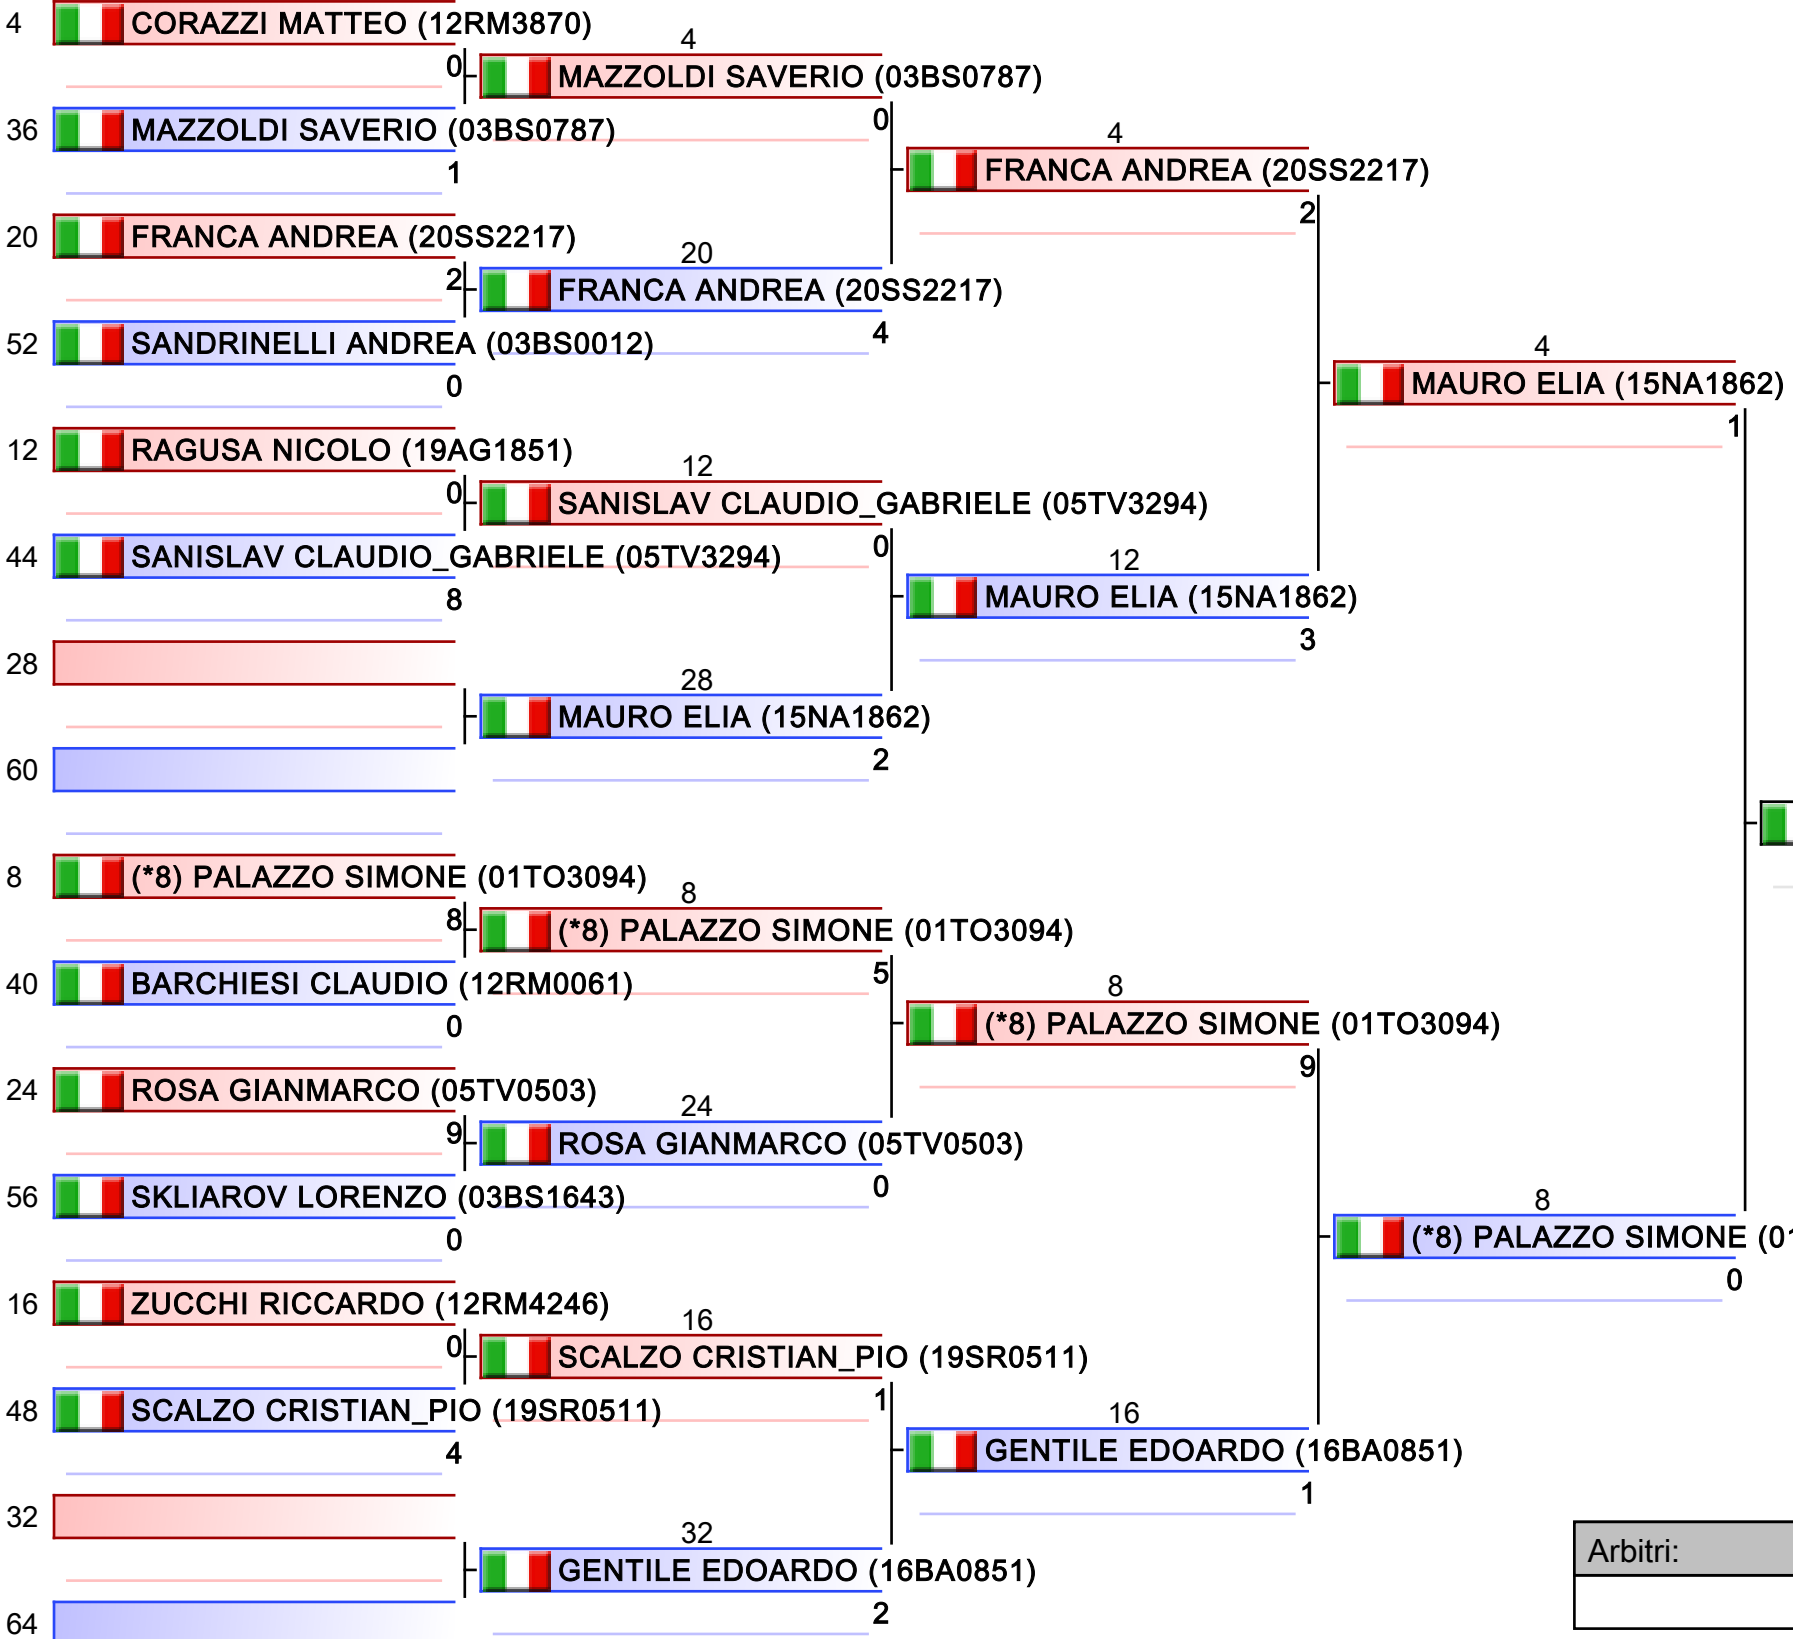 4 CORAZZI MATTEO (12RM3870)
0
4
MAZZOLDI SAVERIO (03BS0787)
0
36 MAZZOLDI SAVERIO (03BS0787)
1
4
FRANCA ANDREA (20SS2217)
2
20 FRANCA ANDREA (20SS2217)
2
20
FRANCA ANDREA (20SS2217)
4
52 SANDRINELLI ANDREA (03BS0012)
0
4
MAURO ELIA (15NA1862)
1
12 RAGUSA NICOLO (19AG1851)
0
12
SANISLAV CLAUDIO_GABRIELE (05TV3294)
0
44 SANISLAV CLAUDIO_GABRIELE (05TV3294)
8
12
MAURO ELIA (15NA1862)
3
28
28
MAURO ELIA (15NA1862)
2
60
8 (*8) PALAZZO SIMONE (01TO3094)
8
8
(*8) PALAZZO SIMONE (01TO3094)
5
40 BARCHIESI CLAUDIO (12RM0061)
0
8
(*8) PALAZZO SIMONE (01TO3094)
9
24 ROSA GIANMARCO (05TV0503)
9
24
ROSA GIANMARCO (05TV0503)
0
56 SKLIAROV LORENZO (03BS1643)
0
8
(*8) PALAZZO SIMONE (01
0
16 ZUCCHI RICCARDO (12RM4246)
0
16
SCALZO CRISTIAN_PIO (19SR0511)
1
48 SCALZO CRISTIAN_PIO (19SR0511)
4
16
GENTILE EDOARDO (16BA0851)
1
32
32
GENTILE EDOARDO (16BA0851)
2
64
Arbitri: